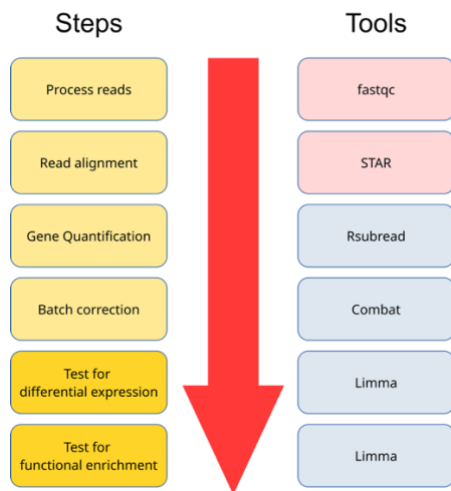 Steps
Tools
Process reads
fastqc
Read alignment
STAR
Gene Quantification
Rsubread
Batch correction
Combat
Test for
differential expression
Limma
Test for
functional enrichment
Limma